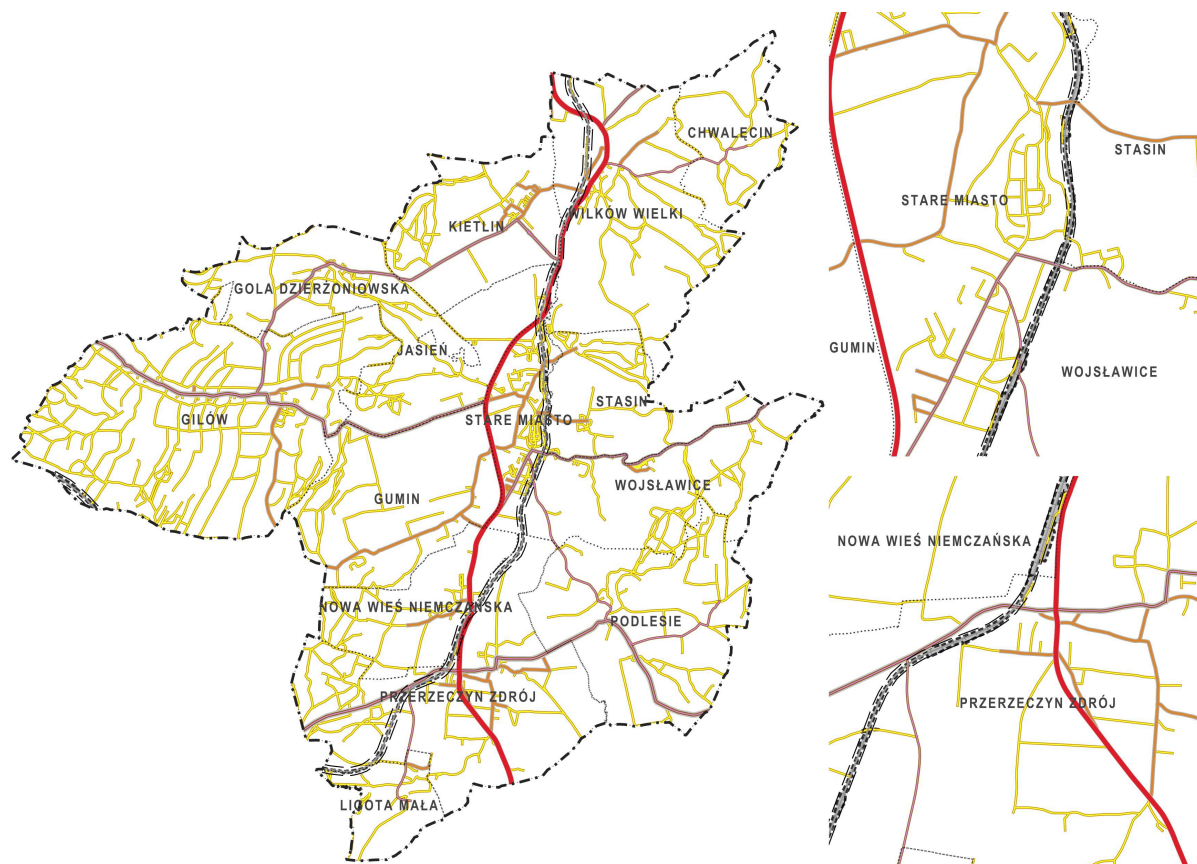 CHWALĘCIN
WILKÓW WIELKI
KIETLIN
GOLA DZIERŻONIOWSKA
JASIEŃ
GILÓW
STASIN
STARE MIASTO
WOJSŁAWICE
GUMIN
NOWA WIEŚ NIEMCZAŃSKA
PODLESIE
PRZERZECZYN ZDRÓJ
LIGOTA MAŁA
STASIN
STARE MIASTO
GUMIN
WOJSŁAWICE
NOWA WIEŚ NIEMCZAŃSKA
PRZERZECZYN ZDRÓJ